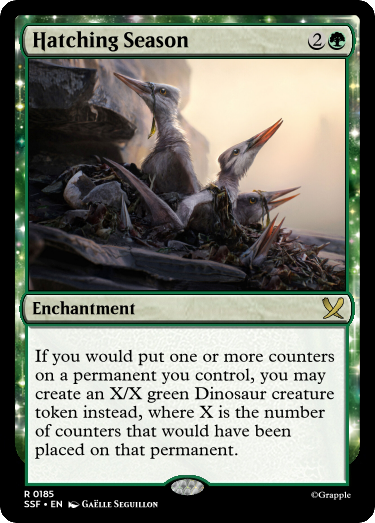 Hatching Season 2
Enchantment
If you would put one or more counters
on a permanent you control, you may
create an X/X green Dinosaur creature
token instead, where X is the number
of counters that would have been
placed on that permanent.
R 0185
SSF • EN GAËLLE SEGUILLON
©Grapple